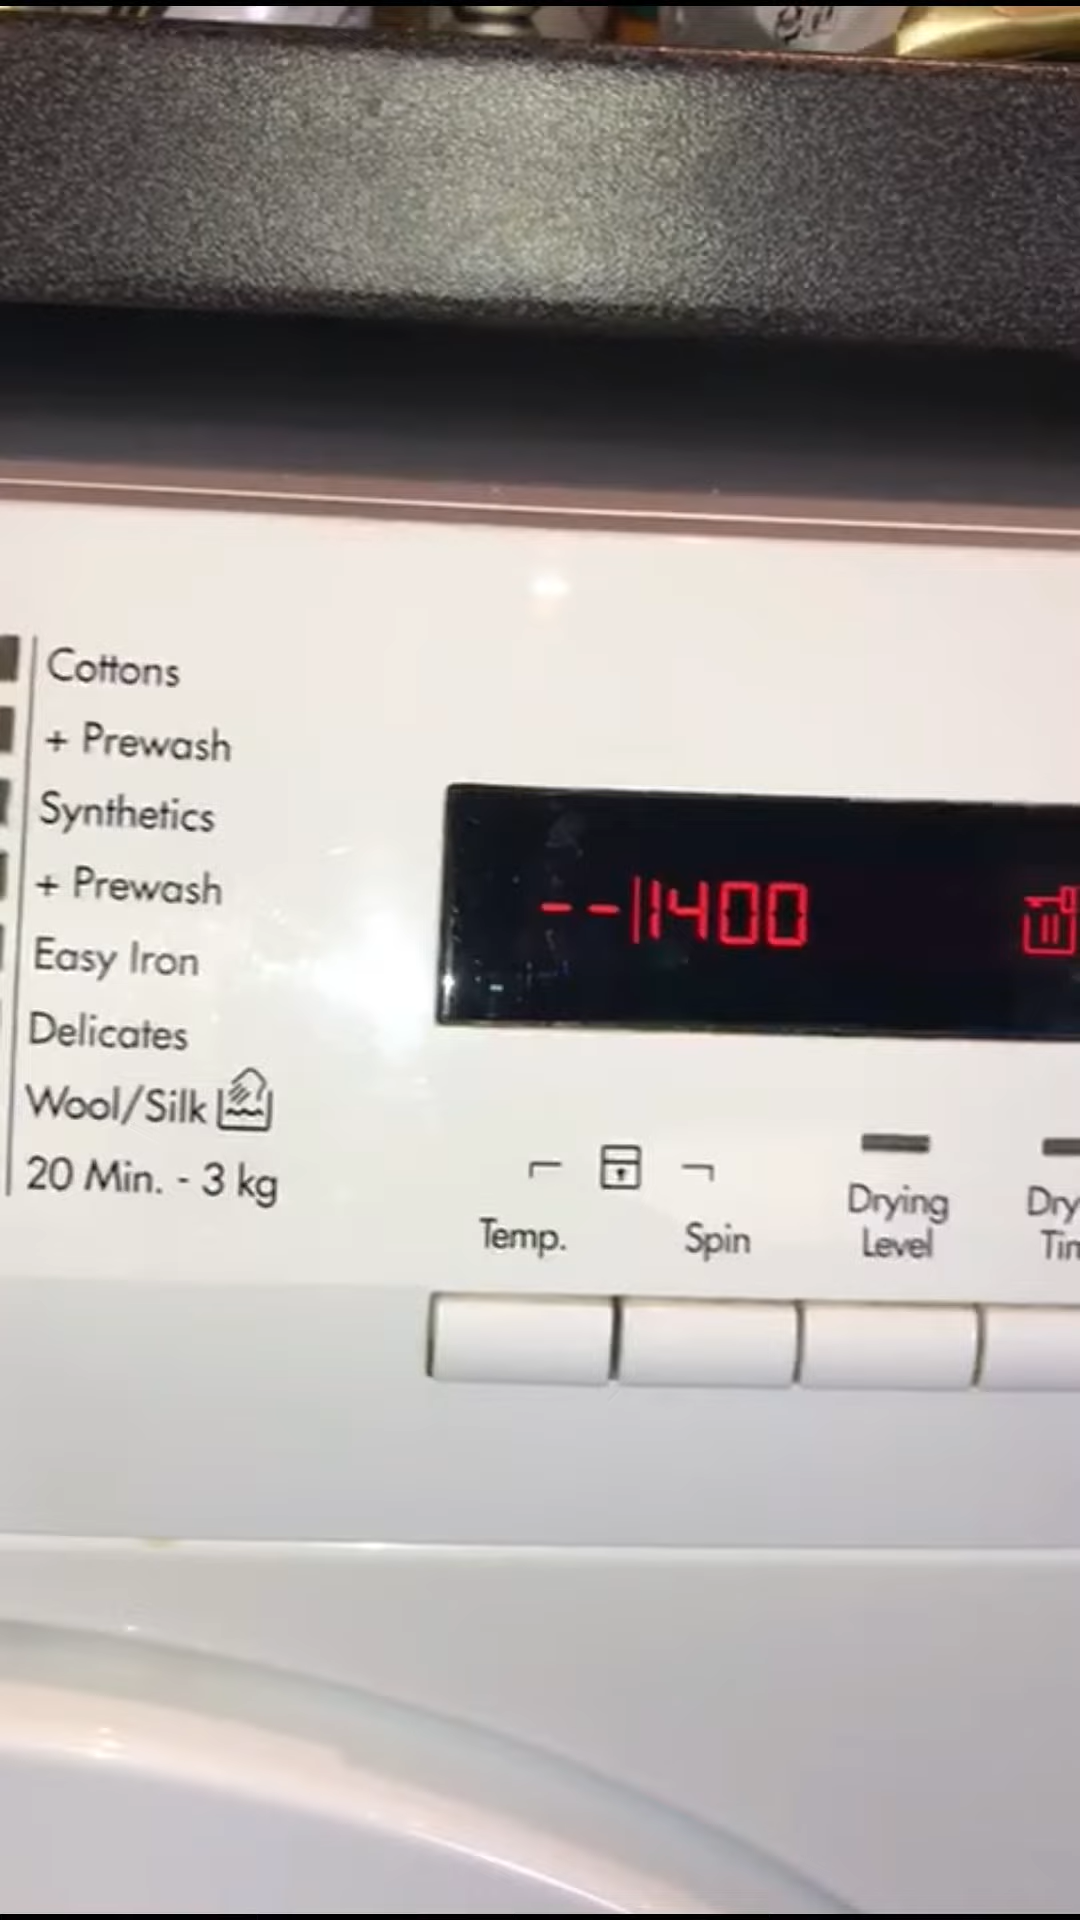 Cottons
+ Prewash
Synthetics
+ Prewash
Easy Iron
Delicates
Wool/Silk
20 Min. - 3 kg
--|1400
Temp.
Spin
Drying
Level